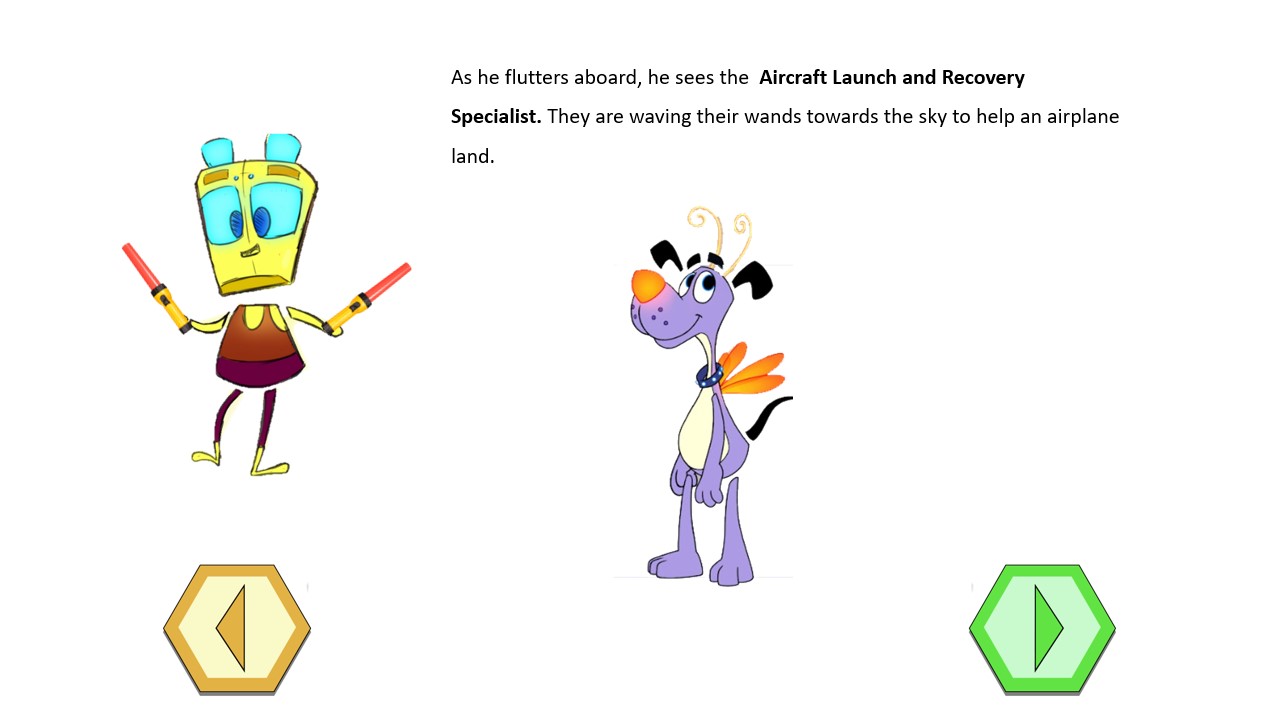 As he flutters aboard, he sees the  Aircraft Launch and Recovery
Specialist. They are waving their wands towards the sky to help an airplane
land.